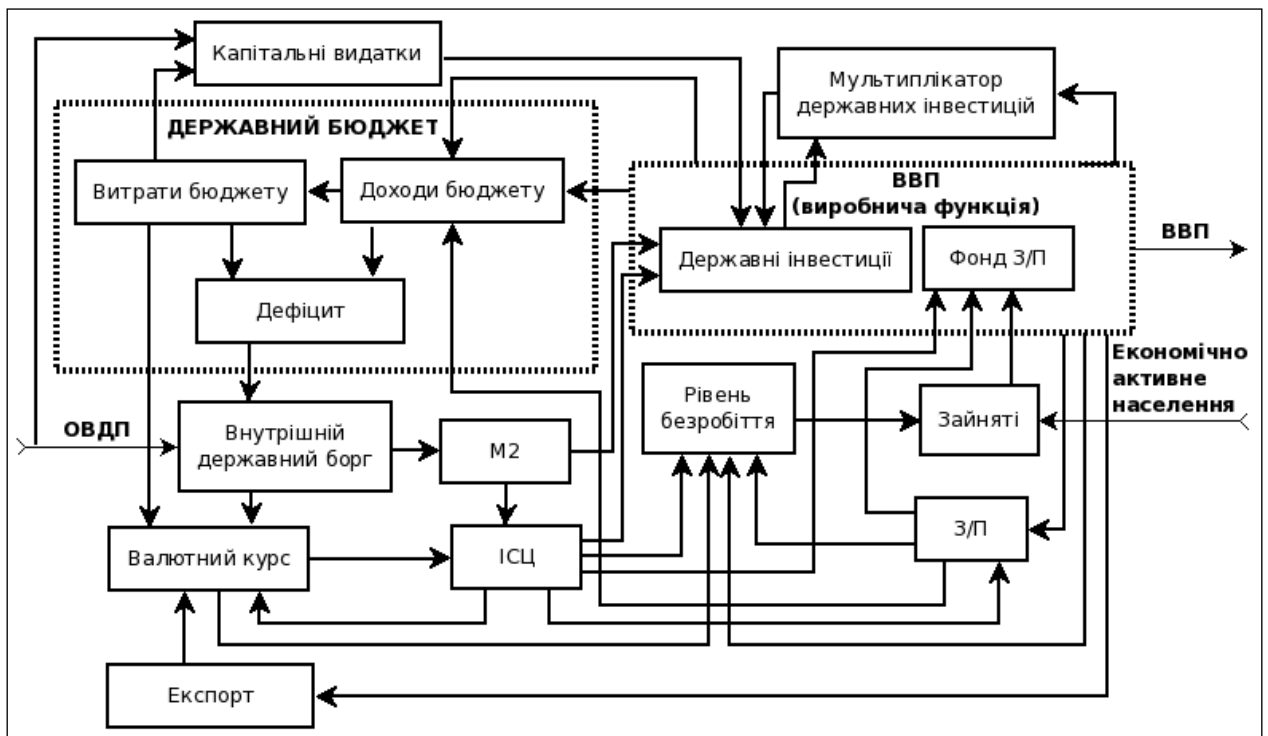 Капітальні видатки
Мультиплікатор
державних інвестицій
ДЕРЖАВНИЙ БЮДЖЕТ
Витрати бюджету
Доходи бюджету
ВВП
(виробнича функція)
ВВП
Державні інвестиції
Фонд З/П
Дефіцит
Економічно
активне
населення
Рівень
безробіття
Зайняті
ОВДП
Внутрішній
державний борг
М2
З/П
Валютний курс
ІСЦ
Експорт